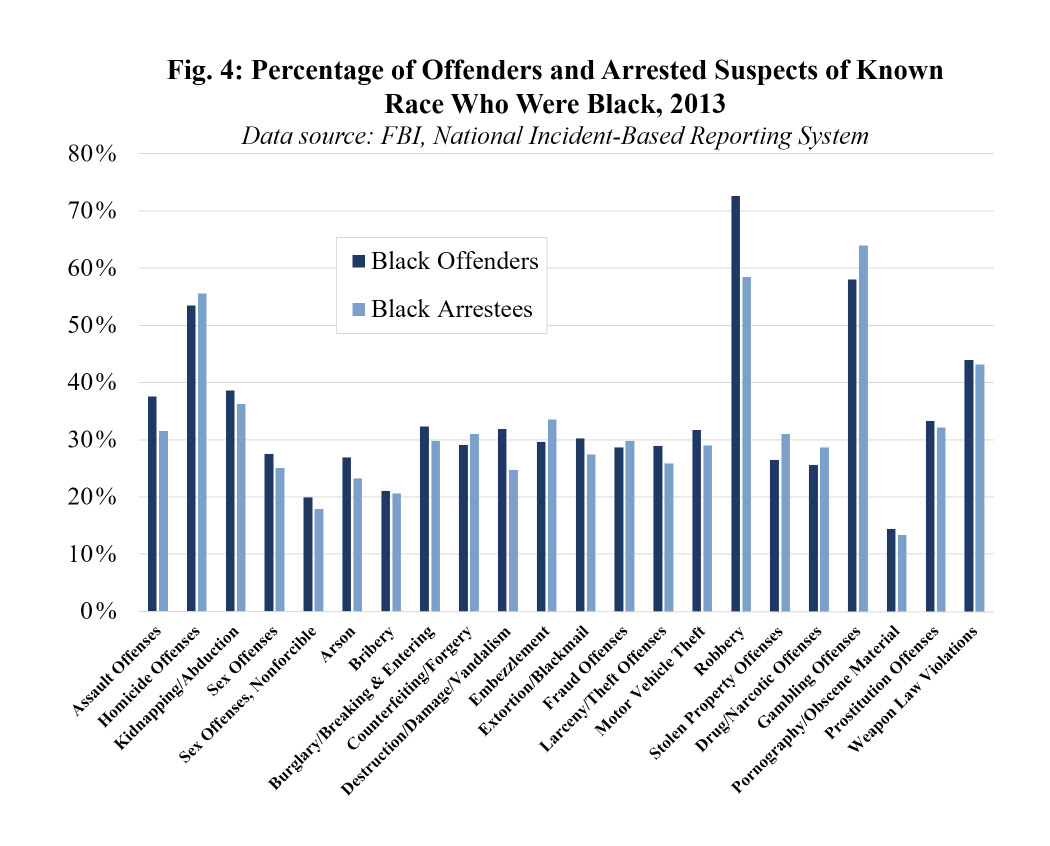 Fig. 4: Percentage of Offenders and Arrested Suspects of Known
Race Who Were Black, 2013
Data source: FBI, National Incident-Based Reporting System
80%
70%
60%
50%
40%
30%
20%
10%
0%
Black Offenders
Black Arrestees
Assault Offenses
Homicide Offenses
Kidnapping/Abduction
Sex Offenses
Sex Offenses, Nonforcible
Arson
Bribery
Burglary/Breaking & Entering
Counterfeiting/Forgery
Destruction/Damage/Vandalism
Embezzlement
Extortion/Blackmail
Fraud Offenses
Larceny/Theft Offenses
Motor Vehicle Theft
Robbery
Stolen Property Offenses
Drug/Narcotic Offenses
Gambling Offenses
Pornography/Obscene Material
Prostitution Offenses
Weapon Law Violations